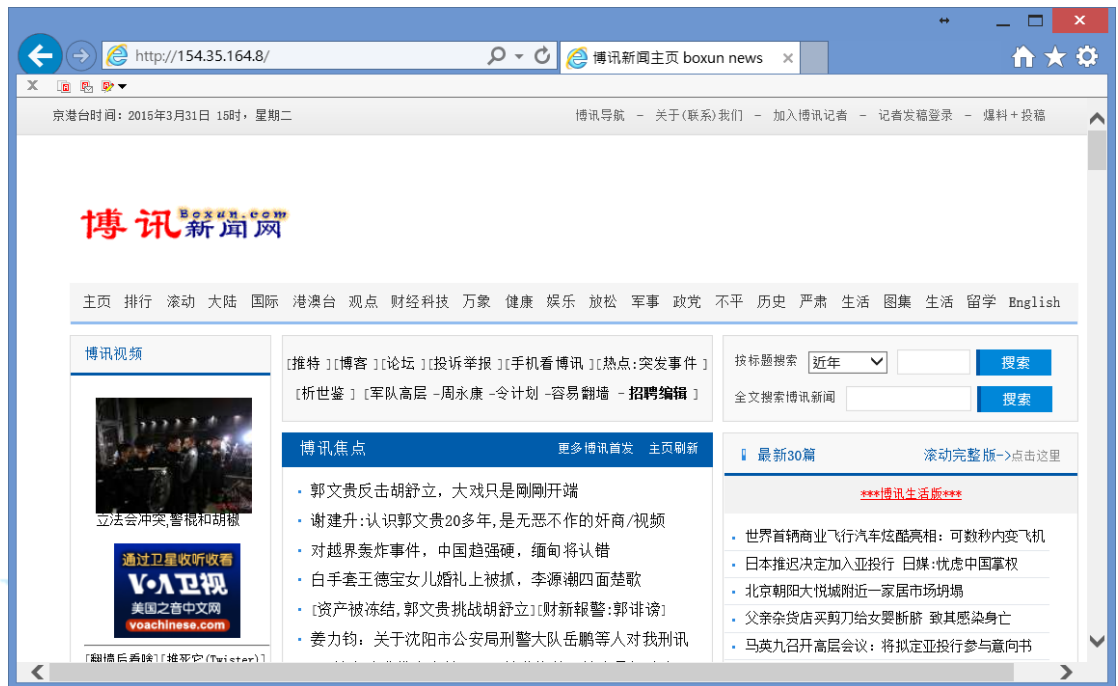 http://154.35.164.8/
博讯新闻主页 boxun news
京港台时间：2015年3月31日 15时，星期二
博讯导航 - 关于(联系)我们 - 加入博讯记者 - 记者发稿登录 - 爆料＋投稿
博讯新闻网
Boxun.com
主页 排行 滚动 大陆 国际 港澳台 观点 财经科技 万象 健康 娱乐 放松 军事 政党 不平 历史 严肃 生活 图集 生活 留学 English
博讯视频
立法会冲突,警棍和胡椒
通过卫星收听收看
VOA卫视
美国之音中文网
voachinese.com
[翻墙后看啥][推死它(Twister)]
[推特 ][博客 ][论坛 ][投诉举报 ][手机看博讯 ][热点:突发事件 ]
[析世鉴 ] [军队高层 -周永康 -令计划 -容易翻墙 - 招聘编辑 ]
博讯焦点
更多博讯首发 主页刷新
郭文贵反击胡舒立，大戏只是刚刚开端
谢建升:认识郭文贵20多年,是无恶不作的奸商/视频
对越界轰炸事件，中国趋强硬，缅甸将认错
白手套王德宝女儿婚礼上被抓，李源潮四面楚歌
[资产被冻结,郭文贵挑战胡舒立][财新報警:郭诽谤]
姜力钧：关于沈阳市公安局刑警大队岳鹏等人对我刑讯
按标题搜索 近年 搜索
全文搜索博讯新闻 搜索
最新30篇
滚动完整版->点击这里
***博讯生活版***
世界首辆商业飞行汽车炫酷亮相：可数秒内变飞机
日本推迟决定加入亚投行 日媒:忧虑中国掌权
北京朝阳大悦城附近一家居市场坍塌
父亲杂货店买剪刀给女婴断脐 致其感染身亡
马英九召开高层会议：将拟定亚投行参与意向书